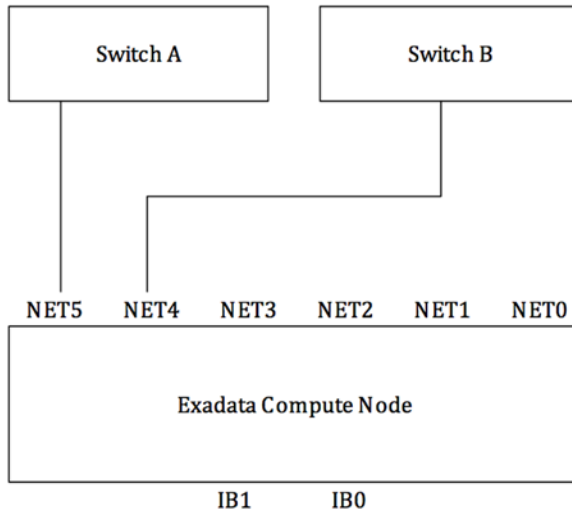 Switch A
Switch B
NET5 NET4 NET3 NET2 NET1 NET0
Exadata Compute Node
IB1 IB0